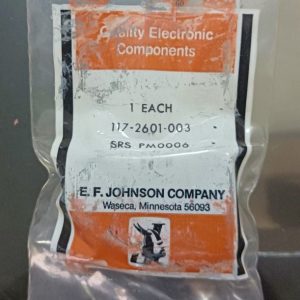 Quality Electronic
Components
1 EACH
117-2601-003
SRS PM0006
E. F. JOHNSON COMPANY
Waseca, Minnesota 56093